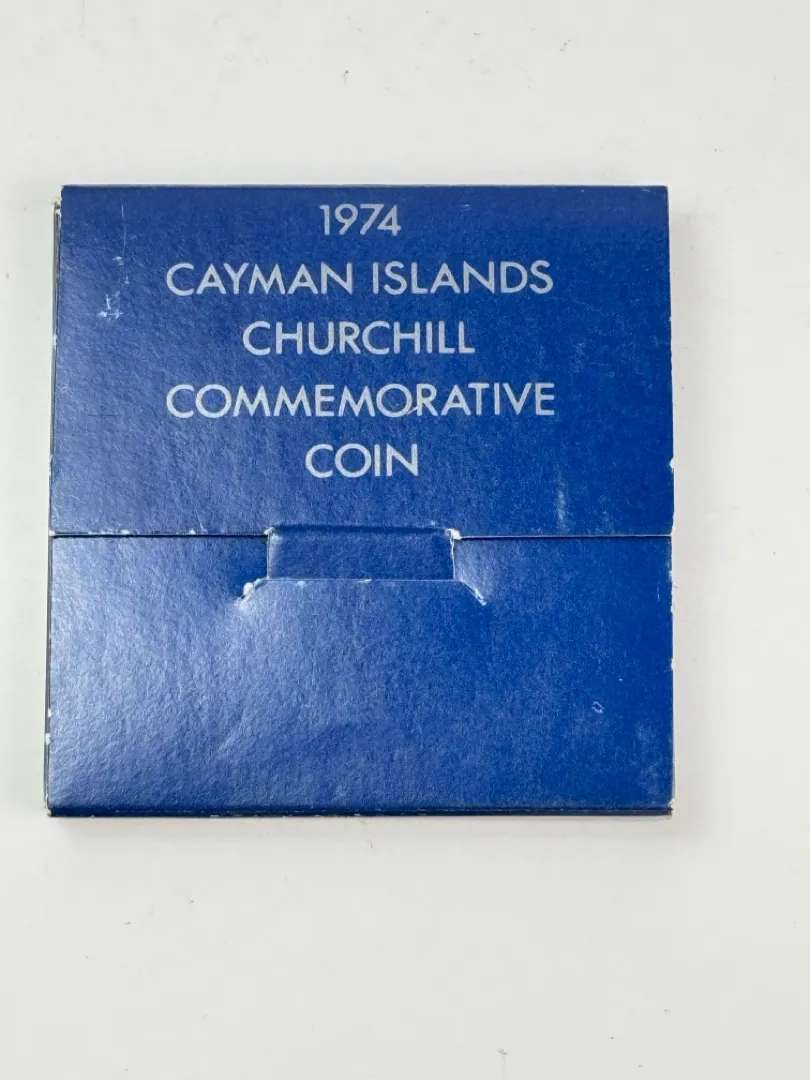 1974
CAYMAN ISLANDS
CHURCHILL
COMMEMORATIVE
COIN